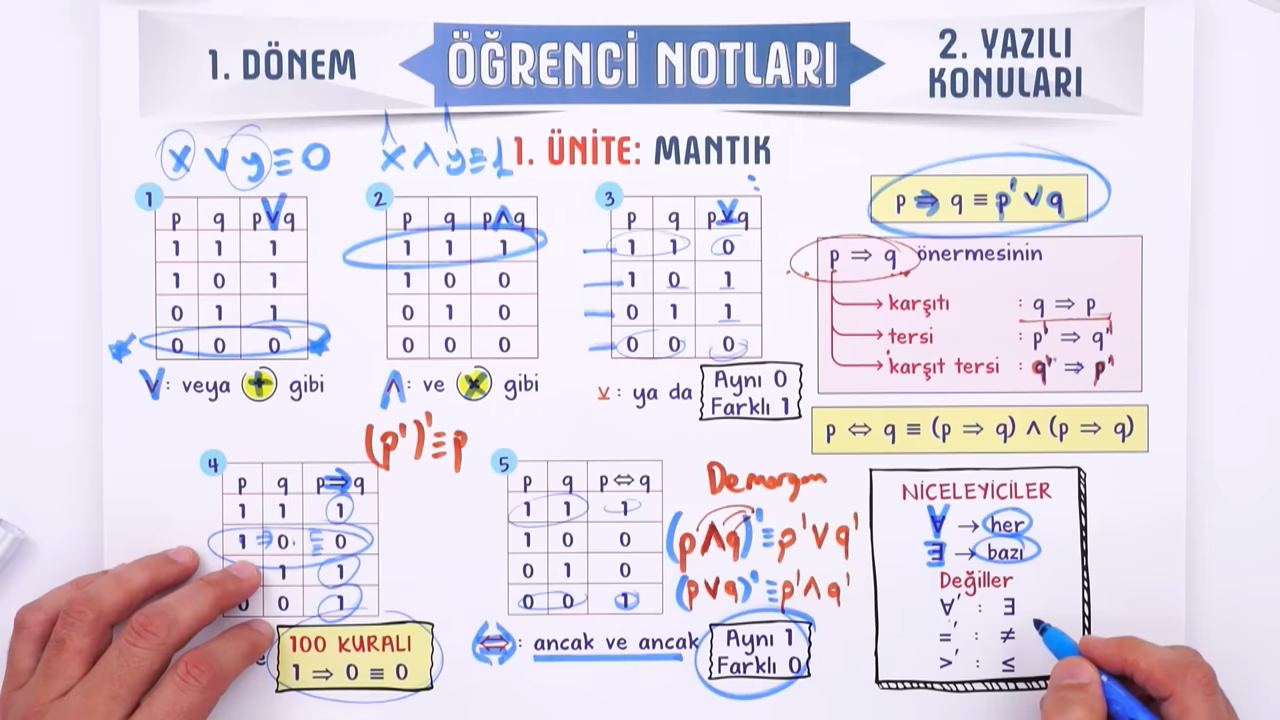 1. DÖNEM
ÖĞRENCİ NOTLARI
2. YAZILI
KONULARI
x ∨ y ≡ 0
x ∧ y ≡ 1
1. ÜNİTE: MANTIK
1
p q p∨q
1 1 1
1 0 1
0 1 1
0 0 0
∨: veya + gibi
2
p q p∧q
1 1 1
1 0 0
0 1 0
0 0 0
∧: ve x gibi
3
p q p⊻q
1 1 0
1 0 1
0 1 1
0 0 0
⊻: ya da
Aynı 0
Farklı 1
p ⇒ q ≡ p' ∨ q
p ⇒ q önermesinin
karşıtı : q ⇒ p
tersi : p' ⇒ q'
karşıt tersi : q' ⇒ p'
p ⇔ q ≡ (p ⇒ q) ∧ (p ⇒ q)
(p')' ≡ p
4
p q p⇒q
1 1 1
1 ⇒ 0 ≡ 0
1 1
0 0 1
e
100 KURALI
1 ⇒ 0 ≡ 0
5
p q p⇔q
1 1 1
1 0 0
0 1 0
0 0 1
⇔: ancak ve ancak
Aynı 1
Farklı 0
Demorgan
(p∧q)' ≡ p' ∨ q'
(p∨q)' ≡ p' ∧ q'
NİCELEYİCİLER
∀ → her
∃ → bazı
Değiller
∀' : ∃
=' : ≠
>' : ≤